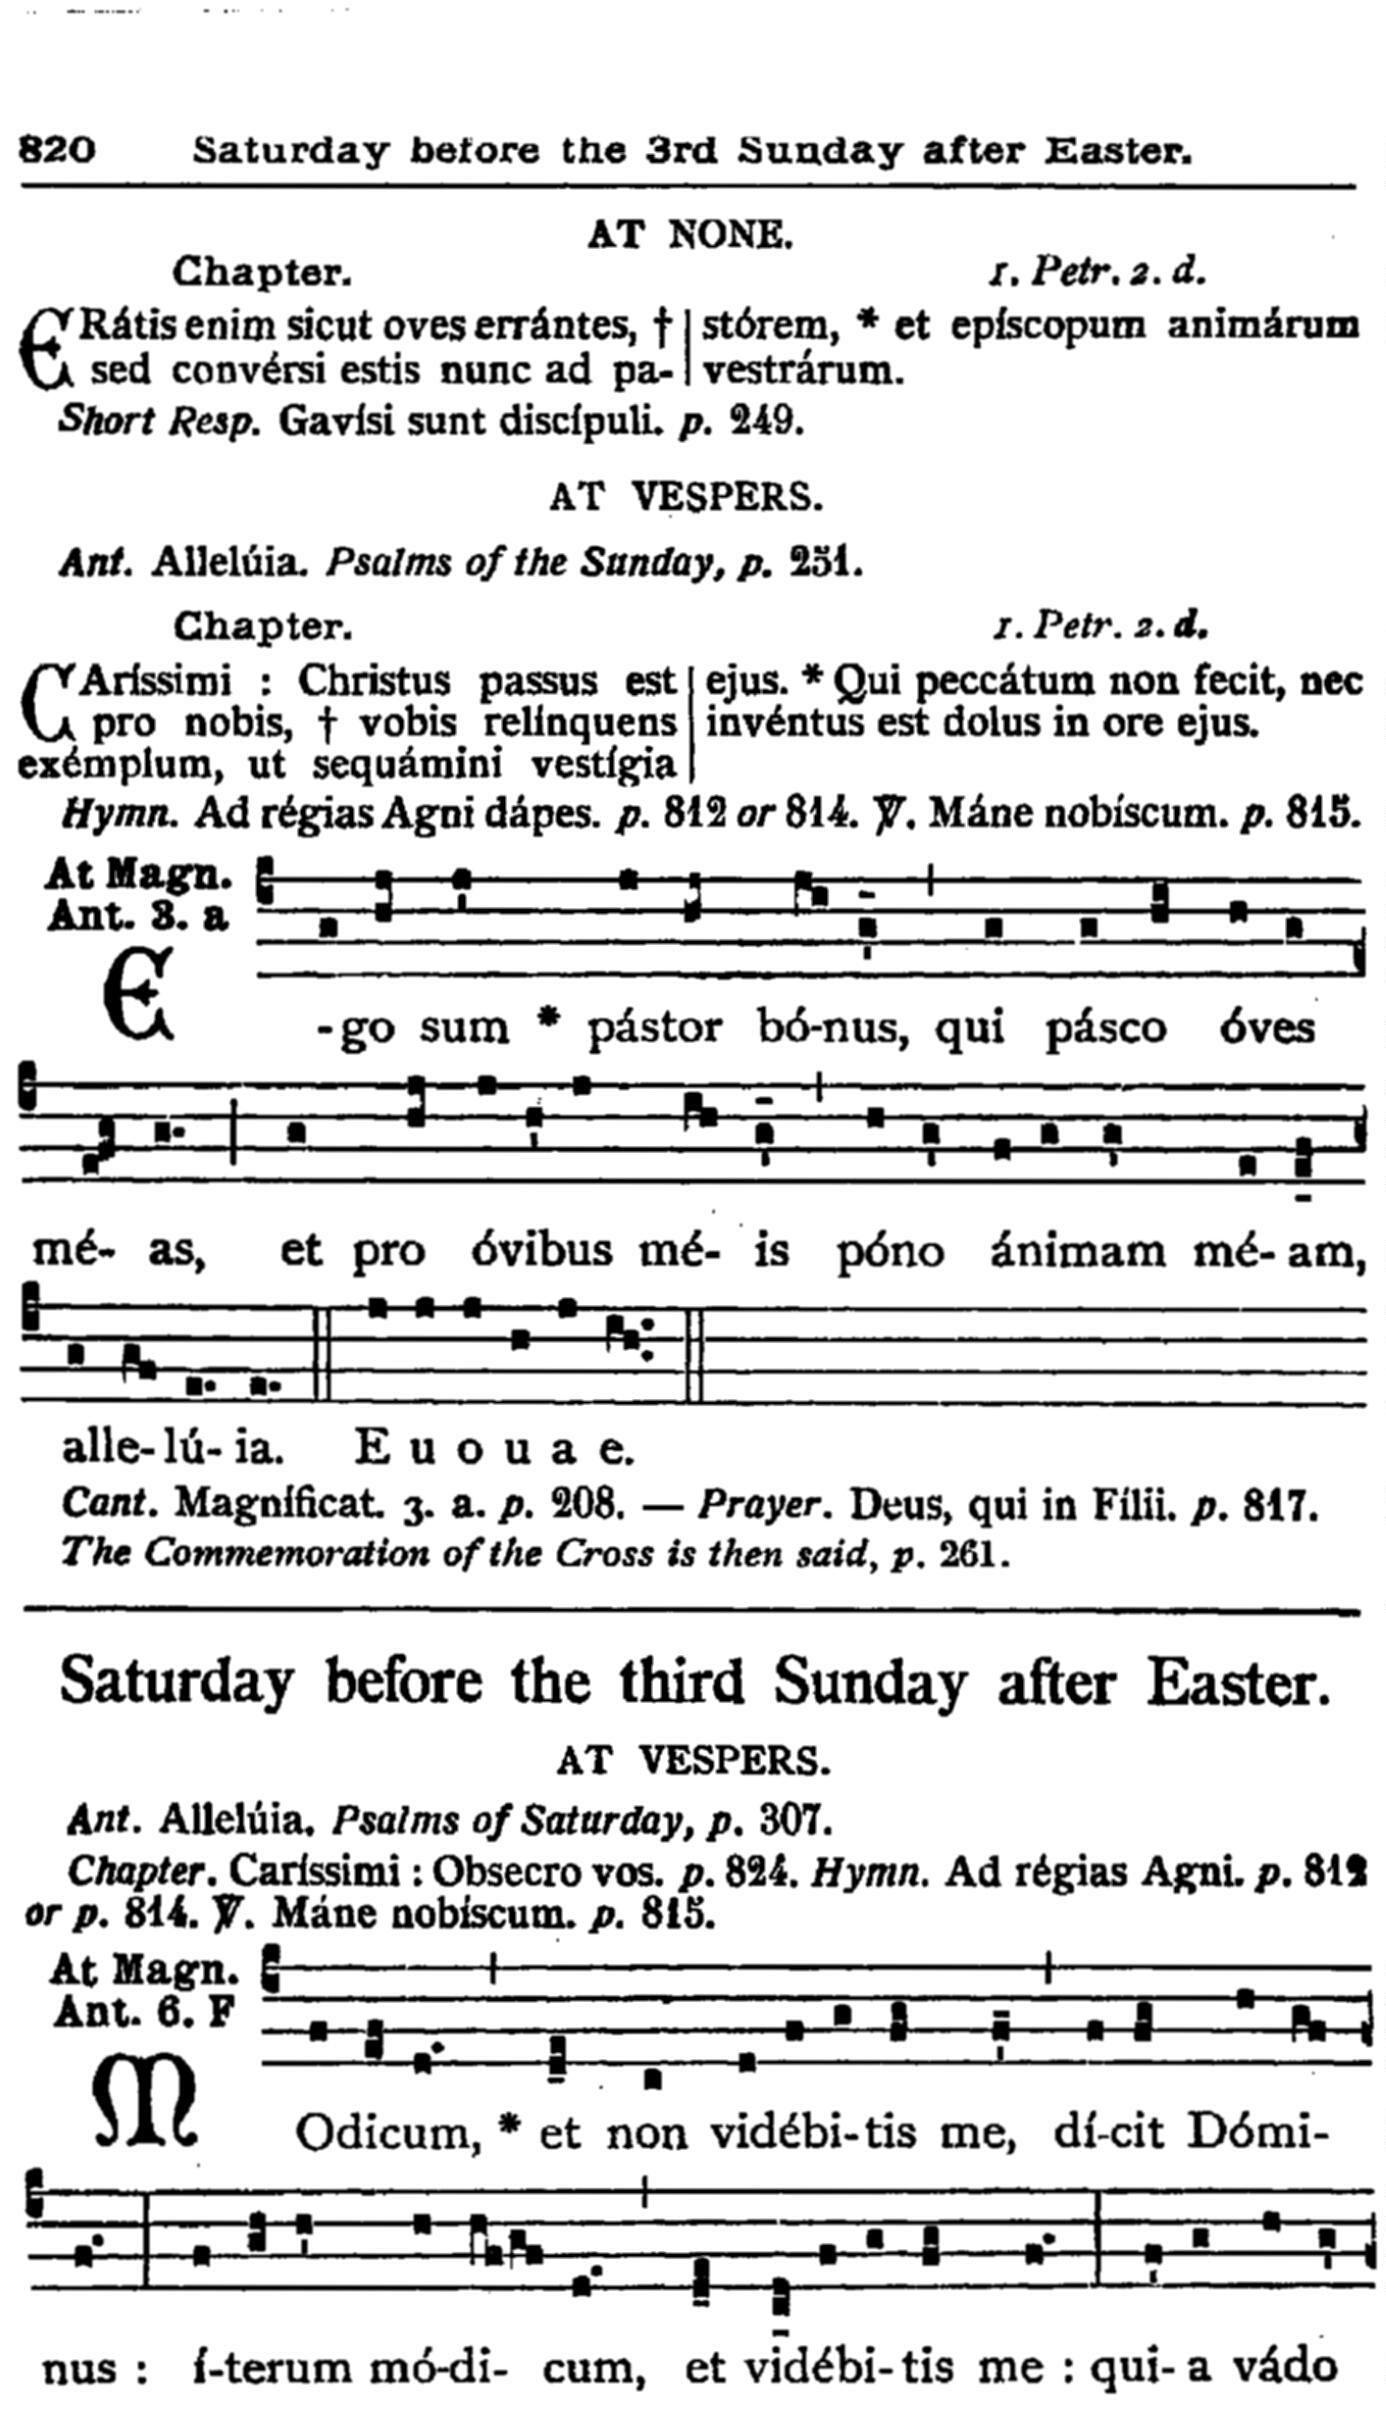 820 Saturday before the 3rd Sunday after Easter.
AT NONE.
Chapter. 1. Petr. 2. d.
ERátis enim sicut oves errántes, †
sed convérsi estis nunc ad pa-
stórem, * et epíscopum animárum
vestrárum.
Short Resp. Gavísi sunt discípuli. p. 249.
AT VESPERS.
Ant. Allelúia. Psalms of the Sunday, p. 251.
Chapter. 1. Petr. 2. d.
CAríssimi : Christus passus est
pro nobis, † vobis relínquens
exémplum, ut sequámini vestígia
ejus. * Qui peccátum non fecit, nec
invéntus est dolus in ore ejus.
Hymn. Ad régias Agni dápes. p. 812 or 814. ℣. Máne nobíscum. p. 815.
At Magn.
Ant. 3. a
E-go sum * pástor bó-nus, qui pásco óves
mé- as, et pro óvibus mé- is póno ánimam mé- am,
alle-lú- ia. E u o u a e.
Cant. Magníficat. 3. a. p. 208. — Prayer. Deus, qui in Fílii. p. 817.
The Commemoration of the Cross is then said, p. 261.
Saturday before the third Sunday after Easter.
AT VESPERS.
Ant. Allelúia. Psalms of Saturday, p. 307.
Chapter. Caríssimi : Obsecro vos. p. 824. Hymn. Ad régias Agni. p. 812
or p. 814. ℣. Máne nobíscum. p. 815.
At Magn.
Ant. 6. F
MOdicum, * et non vidébi-tis me, dí-cit Dómi-
nus : í-terum mó-di- cum, et vidébi-tis me : qui- a vádo